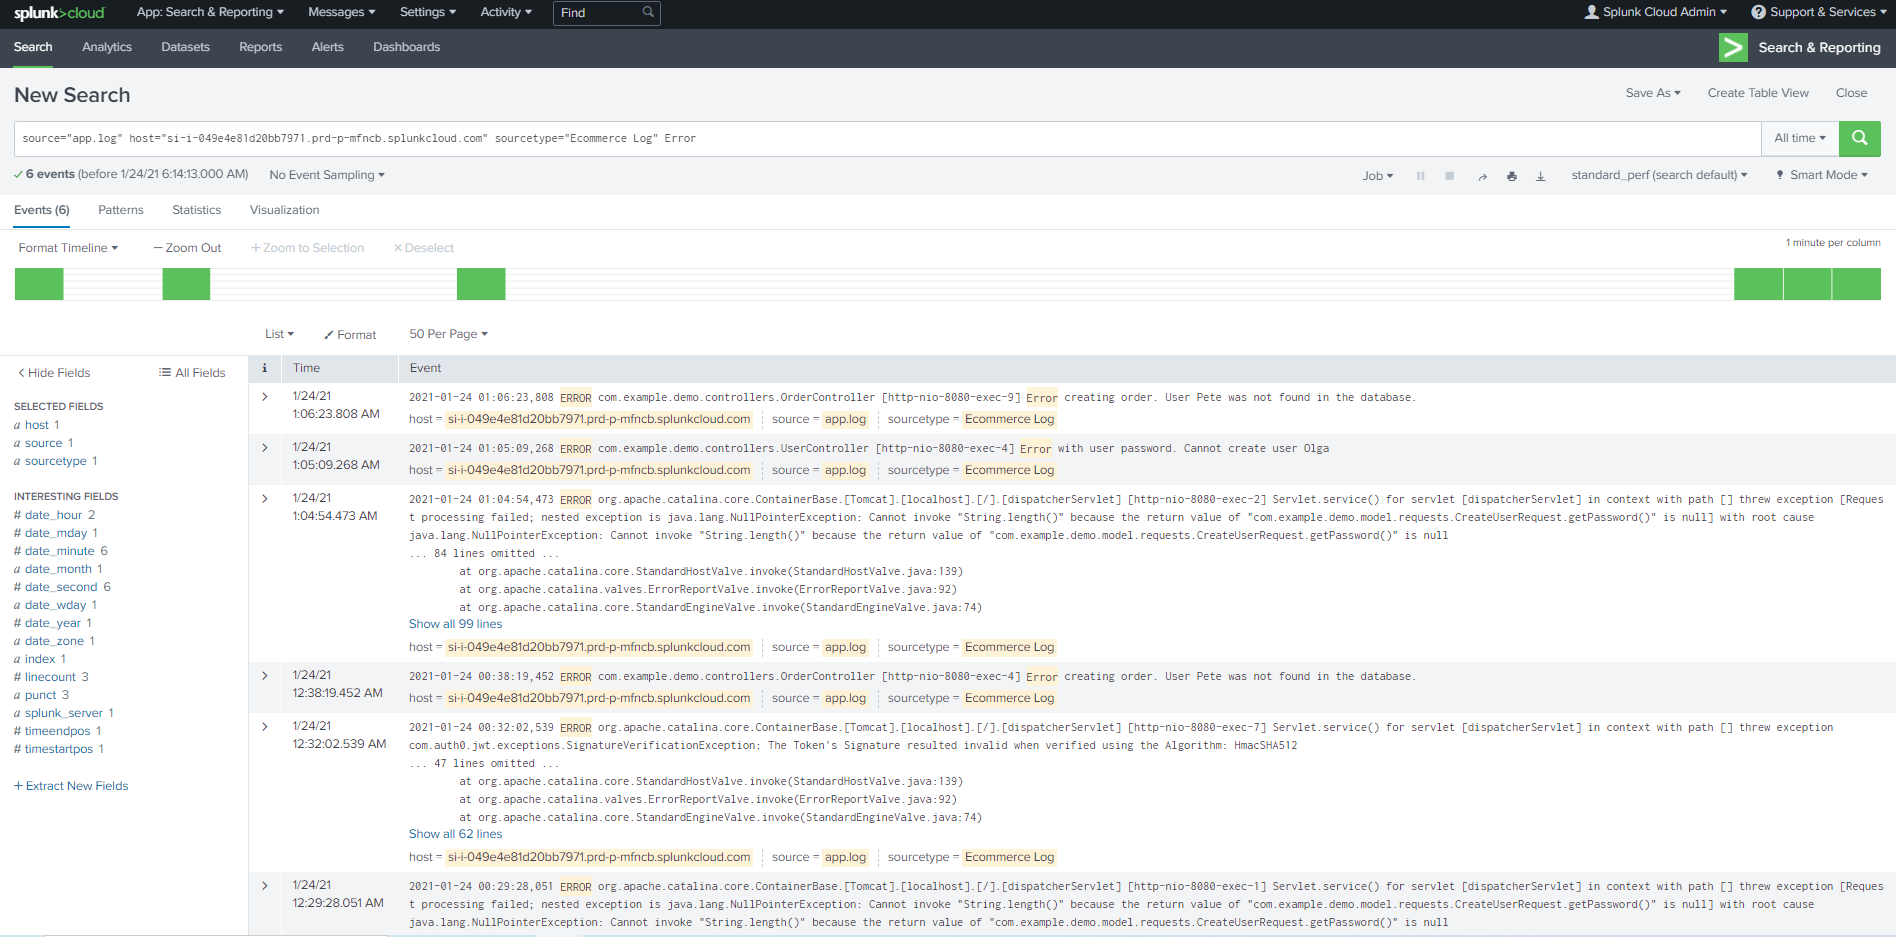 splunk>cloud App: Search & Reporting Messages Settings Activity Find Splunk Cloud Admin Support & Services
Search Analytics Datasets Reports Alerts Dashboards Search & Reporting
New Search Save As Create Table View Close
source="app.log" host="si-i-049e4e81d20bb7971.prd-p-mfncb.splunkcloud.com" sourcetype="Ecommerce Log" Error All time
6 events (before 1/24/21 6:14:13.000 AM) No Event Sampling Job standard_perf (search default) Smart Mode
Events (6) Patterns Statistics Visualization
Format Timeline — Zoom Out + Zoom to Selection × Deselect 1 minute per column
List Format 50 Per Page
Hide Fields All Fields
SELECTED FIELDS
a host 1
a source 1
a sourcetype 1
INTERESTING FIELDS
# date_hour 2
# date_mday 1
# date_minute 6
a date_month 1
# date_second 6
a date_wday 1
# date_year 1
a date_zone 1
a index 1
# linecount 3
a punct 3
a splunk_server 1
# timeendpos 1
# timestartpos 1
+ Extract New Fields
i Time Event
1/24/21
1:06:23.808 AM
2021-01-24 01:06:23,808 ERROR com.example.demo.controllers.OrderController [http-nio-8080-exec-9] Error creating order. User Pete was not found in the database.
host = si-i-049e4e81d20bb7971.prd-p-mfncb.splunkcloud.com source = app.log sourcetype = Ecommerce Log
1/24/21
1:05:09.268 AM
2021-01-24 01:05:09,268 ERROR com.example.demo.controllers.UserController [http-nio-8080-exec-4] Error with user password. Cannot create user Olga
host = si-i-049e4e81d20bb7971.prd-p-mfncb.splunkcloud.com source = app.log sourcetype = Ecommerce Log
1/24/21
1:04:54.473 AM
2021-01-24 01:04:54,473 ERROR org.apache.catalina.core.ContainerBase.[Tomcat].[localhost].[/].[dispatcherServlet] [http-nio-8080-exec-2] Servlet.service() for servlet [dispatcherServlet] in context with path [] threw exception [Reques
t processing failed; nested exception is java.lang.NullPointerException: Cannot invoke "String.length()" because the return value of "com.example.demo.model.requests.CreateUserRequest.getPassword()" is null] with root cause
java.lang.NullPointerException: Cannot invoke "String.length()" because the return value of "com.example.demo.model.requests.CreateUserRequest.getPassword()" is null
... 84 lines omitted ...
at org.apache.catalina.core.StandardHostValve.invoke(StandardHostValve.java:139)
at org.apache.catalina.valves.ErrorReportValve.invoke(ErrorReportValve.java:92)
at org.apache.catalina.core.StandardEngineValve.invoke(StandardEngineValve.java:74)
Show all 99 lines
host = si-i-049e4e81d20bb7971.prd-p-mfncb.splunkcloud.com source = app.log sourcetype = Ecommerce Log
1/24/21
12:38:19.452 AM
2021-01-24 00:38:19,452 ERROR com.example.demo.controllers.OrderController [http-nio-8080-exec-4] Error creating order. User Pete was not found in the database.
host = si-i-049e4e81d20bb7971.prd-p-mfncb.splunkcloud.com source = app.log sourcetype = Ecommerce Log
1/24/21
12:32:02.539 AM
2021-01-24 00:32:02,539 ERROR org.apache.catalina.core.ContainerBase.[Tomcat].[localhost].[/].[dispatcherServlet] [http-nio-8080-exec-7] Servlet.service() for servlet [dispatcherServlet] in context with path [] threw exception
com.auth0.jwt.exceptions.SignatureVerificationException: The Token's Signature resulted invalid when verified using the Algorithm: HmacSHA512
... 47 lines omitted ...
at org.apache.catalina.core.StandardHostValve.invoke(StandardHostValve.java:139)
at org.apache.catalina.valves.ErrorReportValve.invoke(ErrorReportValve.java:92)
at org.apache.catalina.core.StandardEngineValve.invoke(StandardEngineValve.java:74)
Show all 62 lines
host = si-i-049e4e81d20bb7971.prd-p-mfncb.splunkcloud.com source = app.log sourcetype = Ecommerce Log
1/24/21
12:29:28.051 AM
2021-01-24 00:29:28,051 ERROR org.apache.catalina.core.ContainerBase.[Tomcat].[localhost].[/].[dispatcherServlet] [http-nio-8080-exec-1] Servlet.service() for servlet [dispatcherServlet] in context with path [] threw exception [Reques
t processing failed; nested exception is java.lang.NullPointerException: Cannot invoke "String.length()" because the return value of "com.example.demo.model.requests.CreateUserRequest.getPassword()" is null] with root cause
java.lang.NullPointerException: Cannot invoke "String.length()" because the return value of "com.example.demo.model.requests.CreateUserRequest.getPassword()" is null